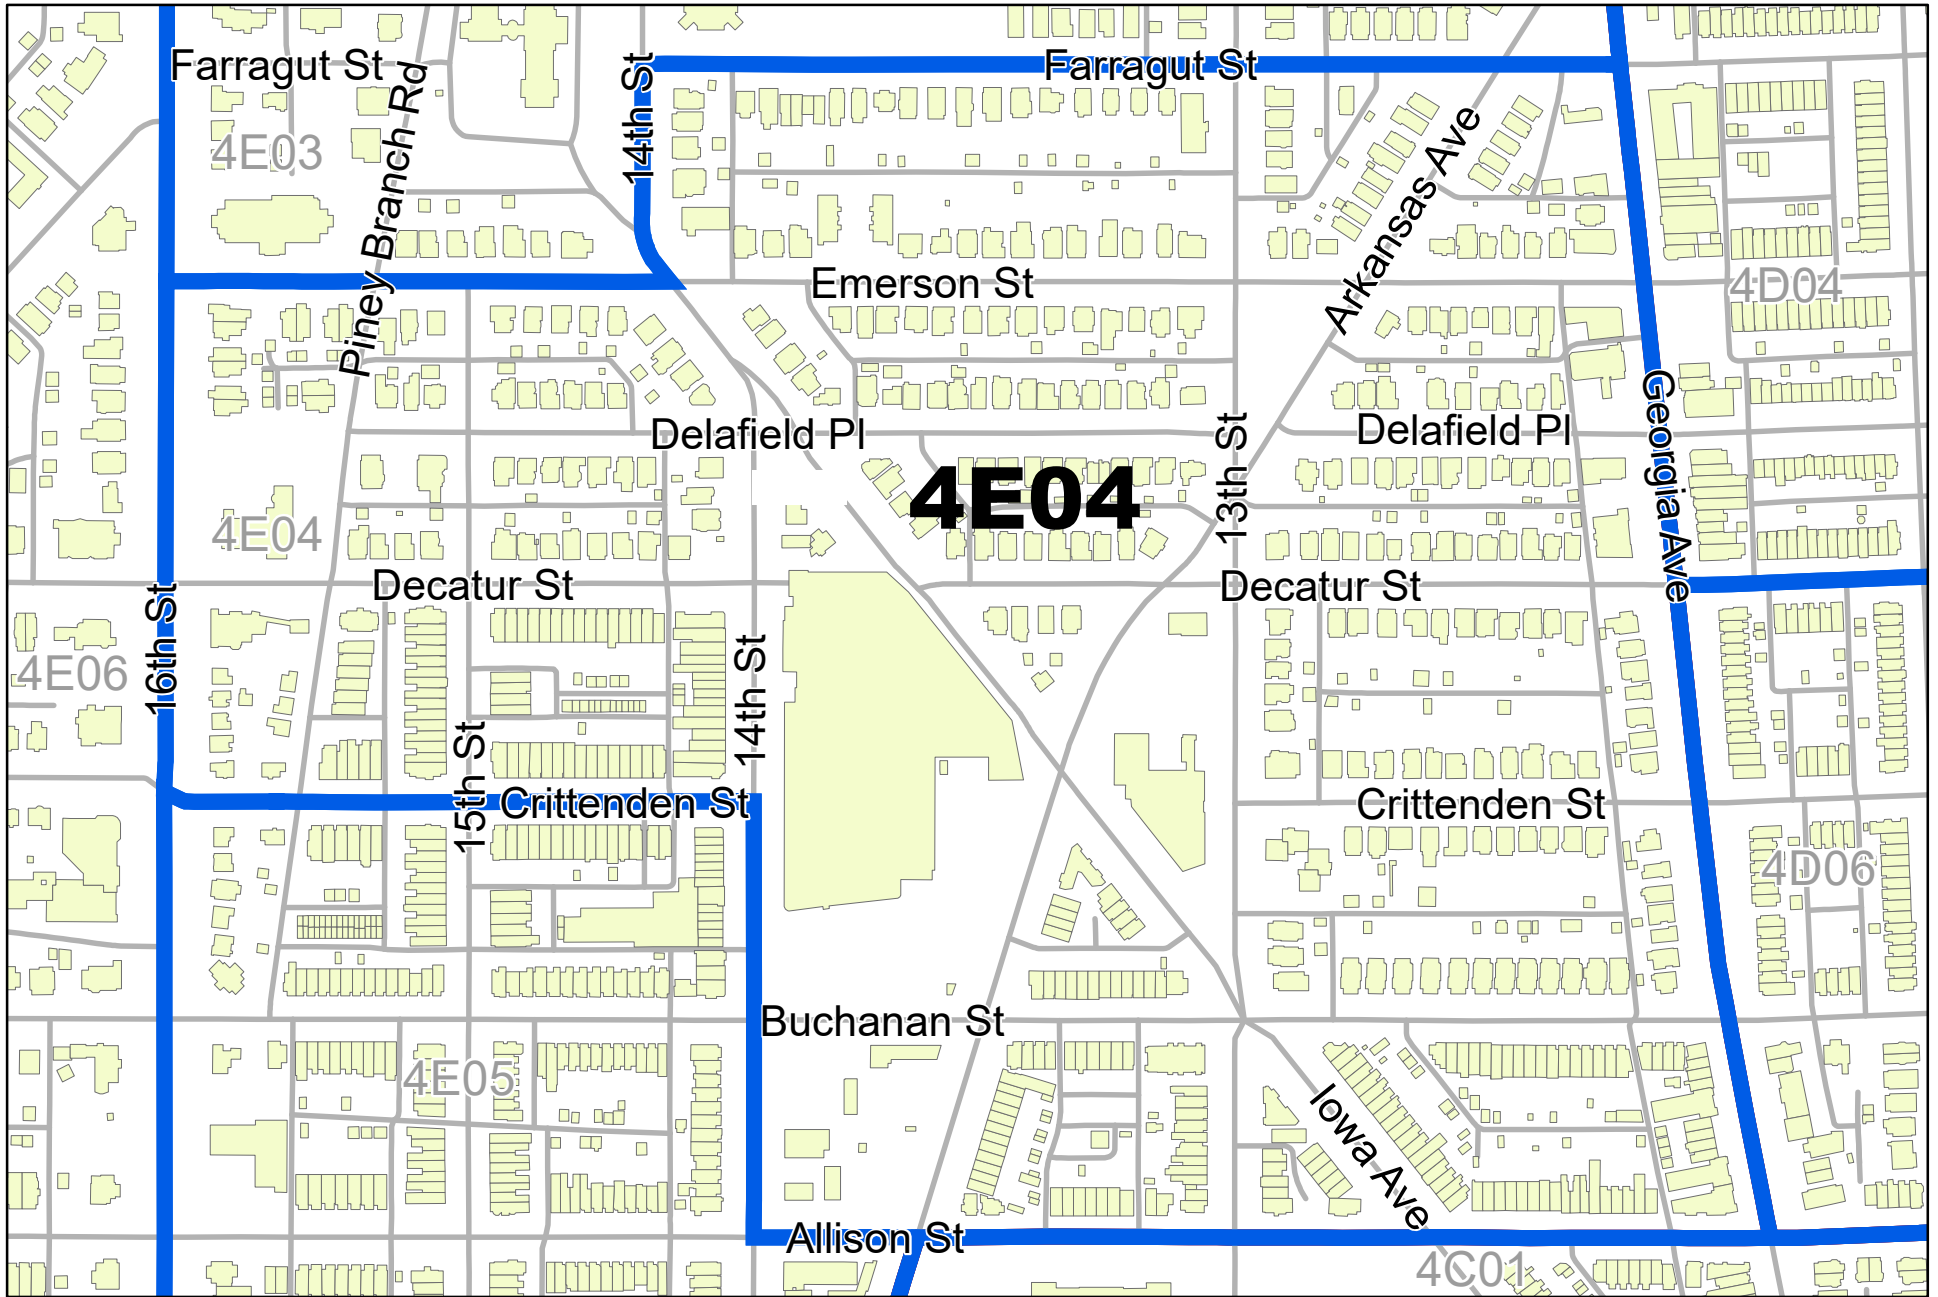 Farragut St
Farragut St
14th St
Piney Branch Rd
Arkansas Ave
4E03
Emerson St
4D04
Delafield Pl
Delafield Pl
Georgia Ave
13th St
4E04
4E04
Decatur St
Decatur St
16th St
4E06
14th St
15th St
Crittenden St
Crittenden St
4D06
Buchanan St
4E05
Iowa Ave
Allison St
4C01